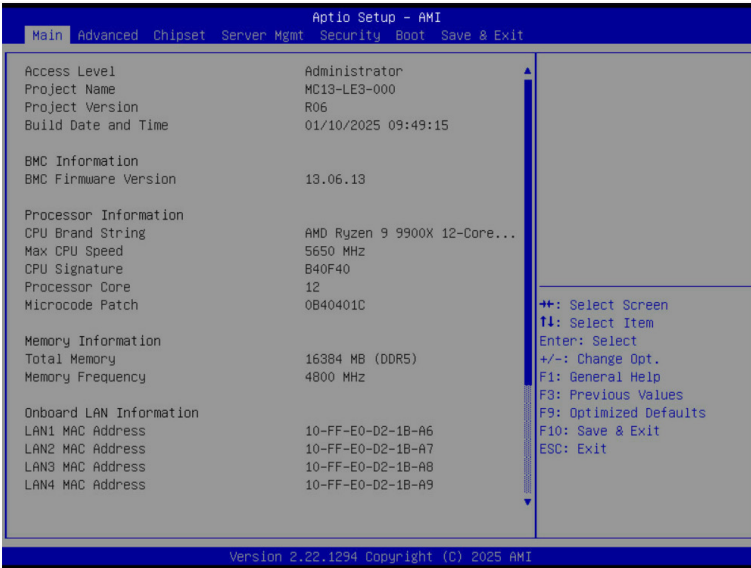 Aptio Setup – AMI
Main Advanced Chipset Server Mgmt Security Boot Save & Exit
Access Level Administrator
Project Name MC13-LE3-000
Project Version R06
Build Date and Time 01/10/2025 09:49:15
BMC Information
BMC Firmware Version 13.06.13
Processor Information
CPU Brand String AMD Ryzen 9 9900X 12-Core...
Max CPU Speed 5650 MHz
CPU Signature B40F40
Processor Core 12
Microcode Patch 0B40401C
Memory Information
Total Memory 16384 MB (DDR5)
Memory Frequency 4800 MHz
Onboard LAN Information
LAN1 MAC Address 10-FF-E0-D2-1B-A6
LAN2 MAC Address 10-FF-E0-D2-1B-A7
LAN3 MAC Address 10-FF-E0-D2-1B-A8
LAN4 MAC Address 10-FF-E0-D2-1B-A9
→←: Select Screen
↑↓: Select Item
Enter: Select
+/-: Change Opt.
F1: General Help
F3: Previous Values
F9: Optimized Defaults
F10: Save & Exit
ESC: Exit
Version 2.22.1294 Copyright (C) 2025 AMI